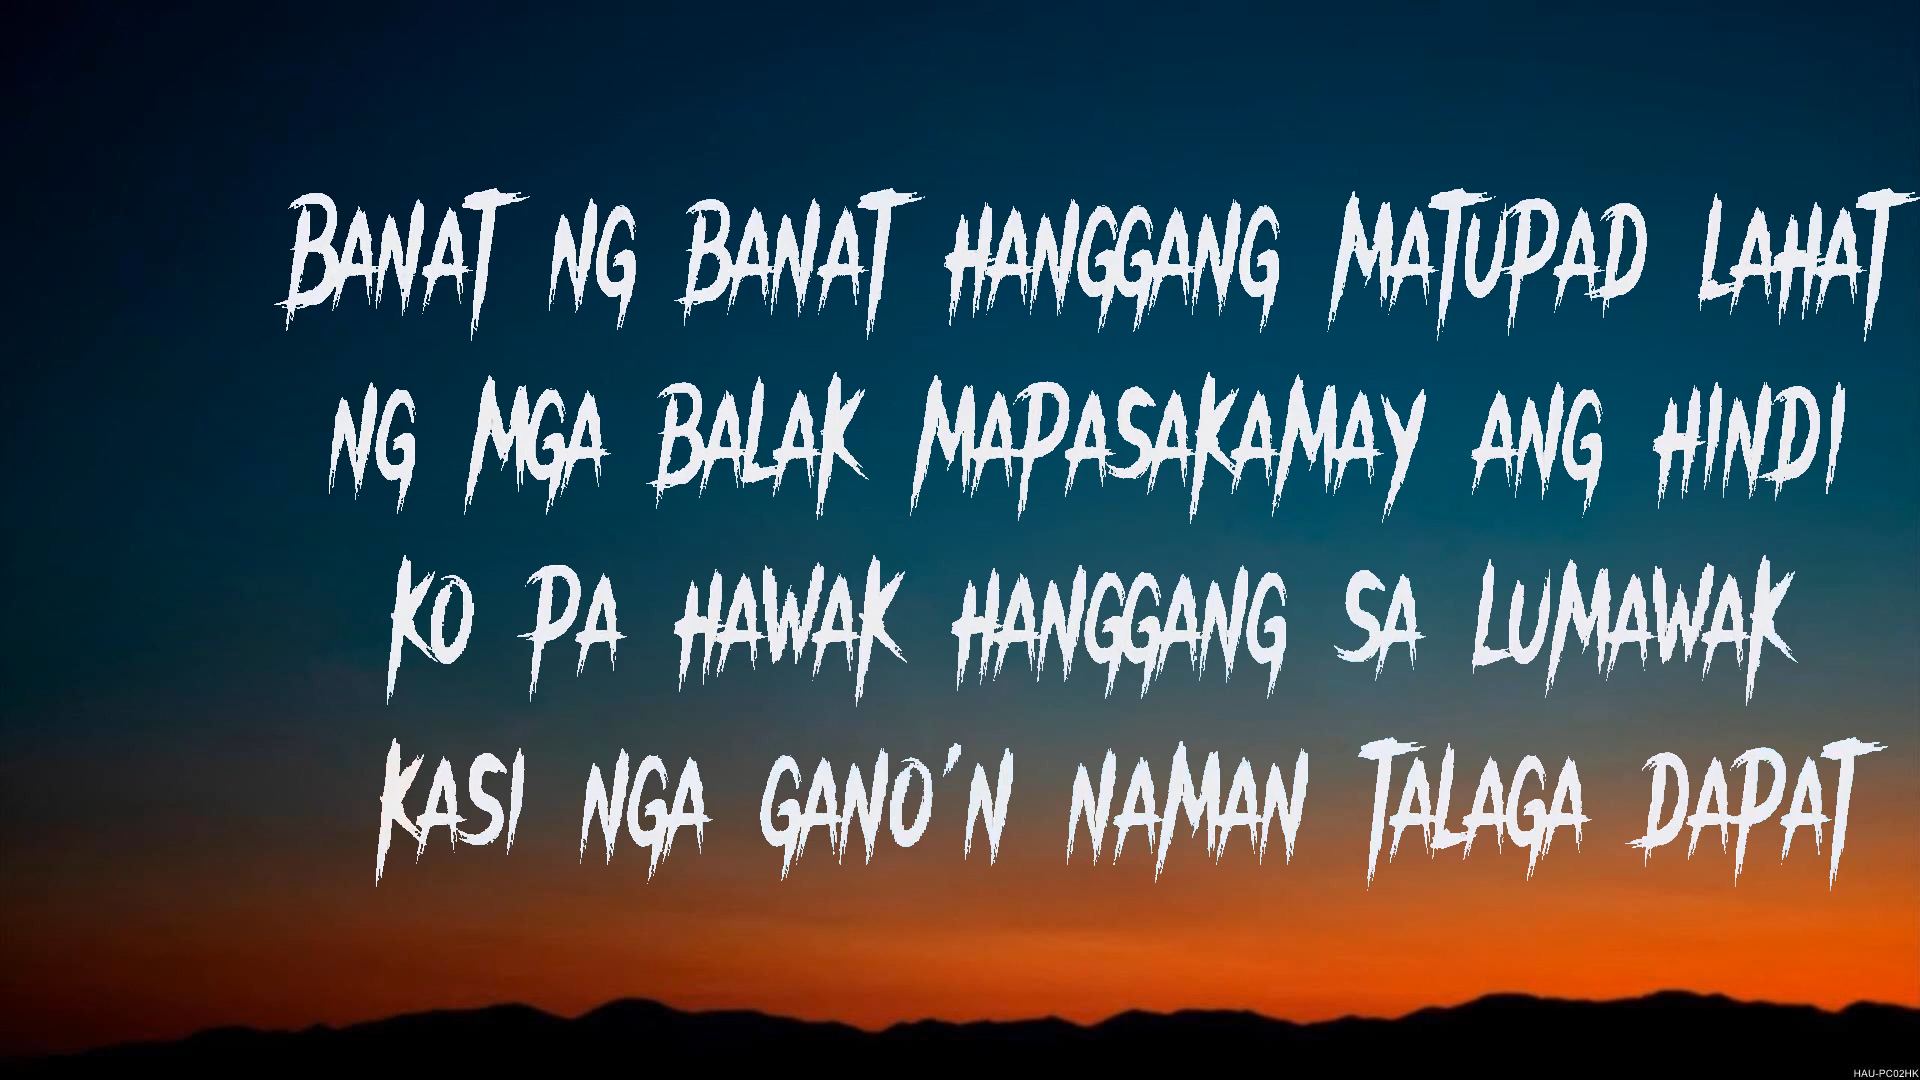 BANAT NG BANAT HANGGANG MATUPAD LAHAT
NG MGA BALAK MAPASAKAMAY ANG HINDI
KO PA HAWAK HANGGANG SA LUMAWAK
KASI NGA GANO'N NAMAN TALAGA DAPAT
HAU-PC02HK